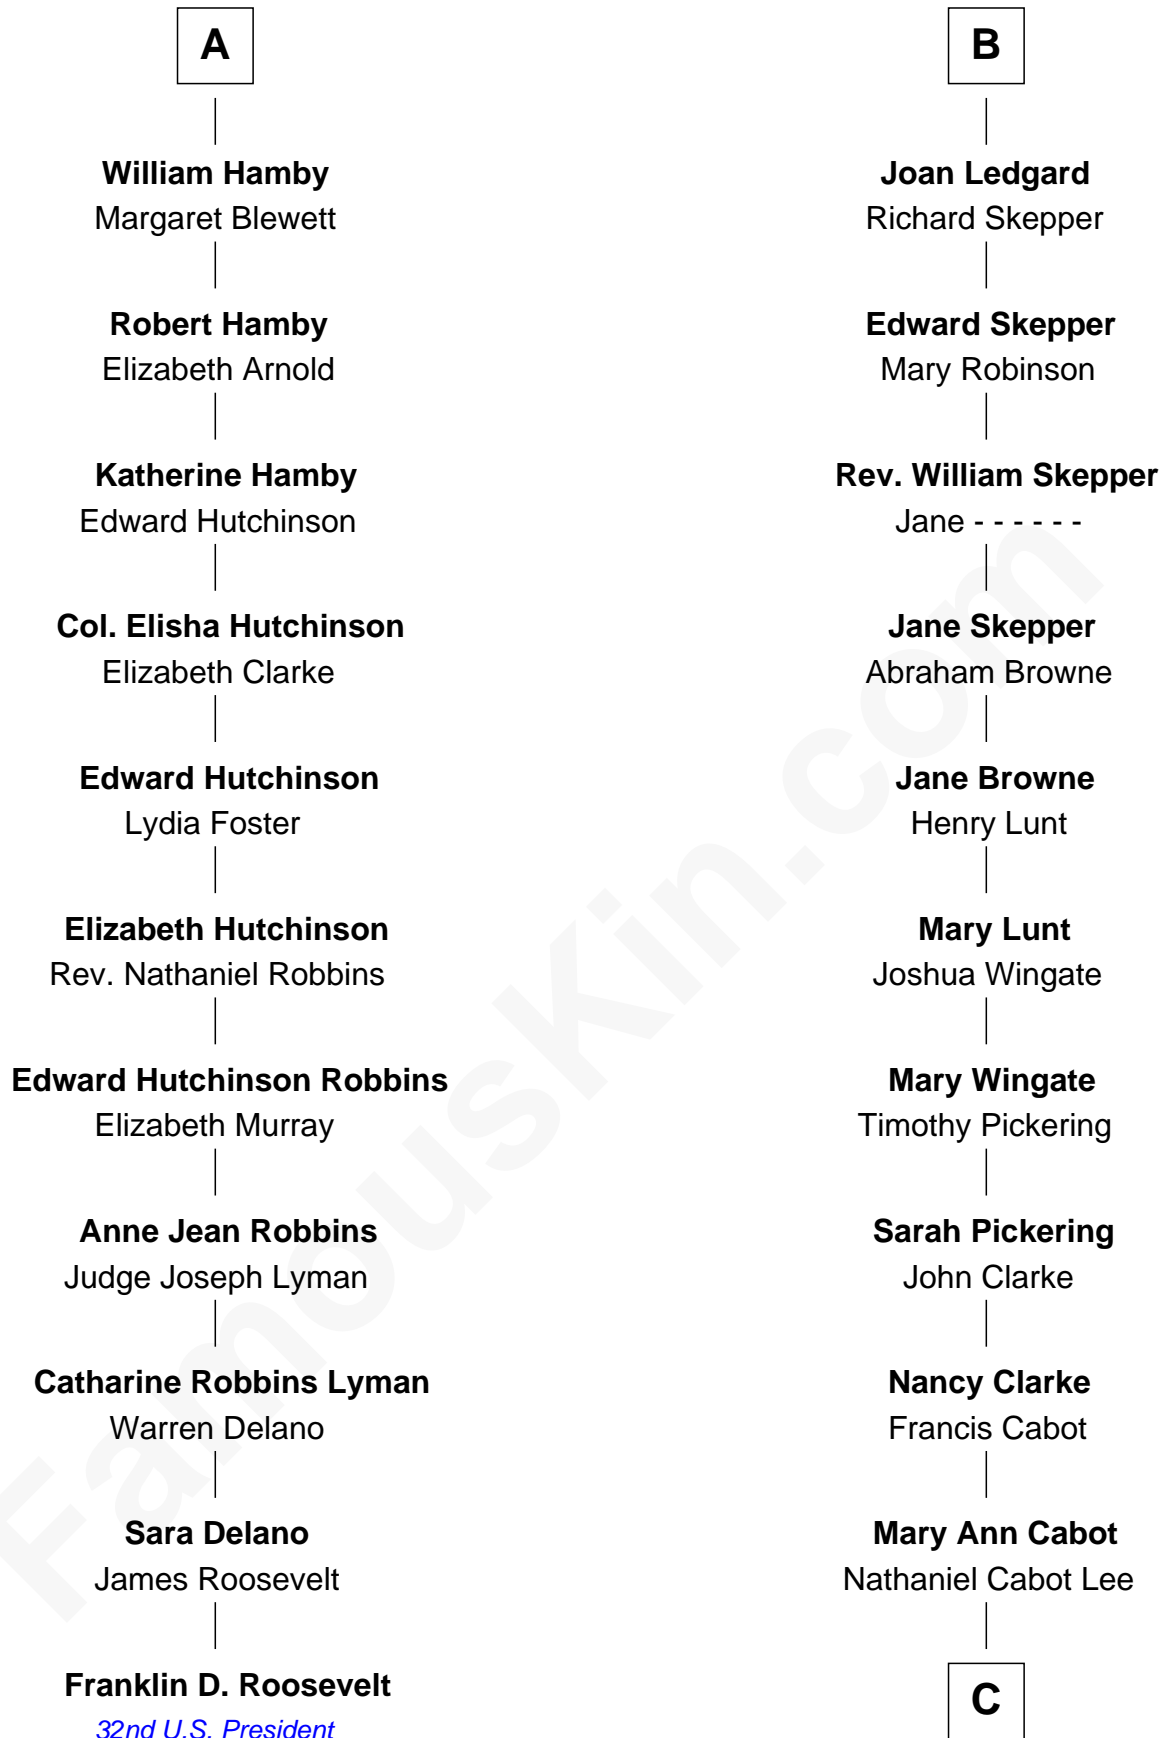 A
William Hamby
Margaret Blewett
Robert Hamby
Elizabeth Arnold
Katherine Hamby
Edward Hutchinson
Col. Elisha Hutchinson
Elizabeth Clarke
Edward Hutchinson
Lydia Foster
Elizabeth Hutchinson
Rev. Nathaniel Robbins
Edward Hutchinson Robbins
Elizabeth Murray
Anne Jean Robbins
Judge Joseph Lyman
Catharine Robbins Lyman
Warren Delano
Sara Delano
James Roosevelt
Franklin D. Roosevelt
32nd U.S. President
B
Joan Ledgard
Richard Skepper
Edward Skepper
Mary Robinson
Rev. William Skepper
Jane - - - - - -
Jane Skepper
Abraham Browne
Jane Browne
Henry Lunt
Mary Lunt
Joshua Wingate
Mary Wingate
Timothy Pickering
Sarah Pickering
John Clarke
Nancy Clarke
Francis Cabot
Mary Ann Cabot
Nathaniel Cabot Lee
C
FamousKin.com